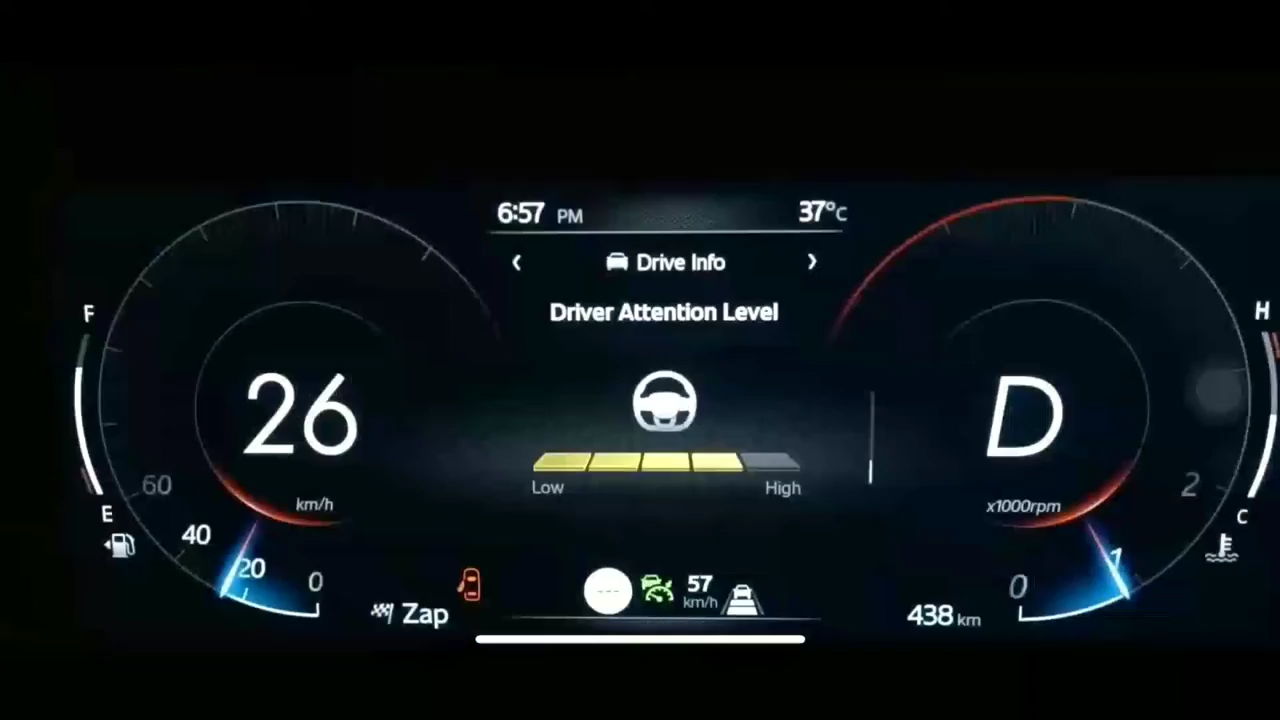 6:57 PM
37°C
‹ Drive Info ›
Driver Attention Level
F
H
26
D
Low
High
60
km/h
x1000rpm
2
E
C
40
20
0
57
km/h
1
0
Zap
438 km